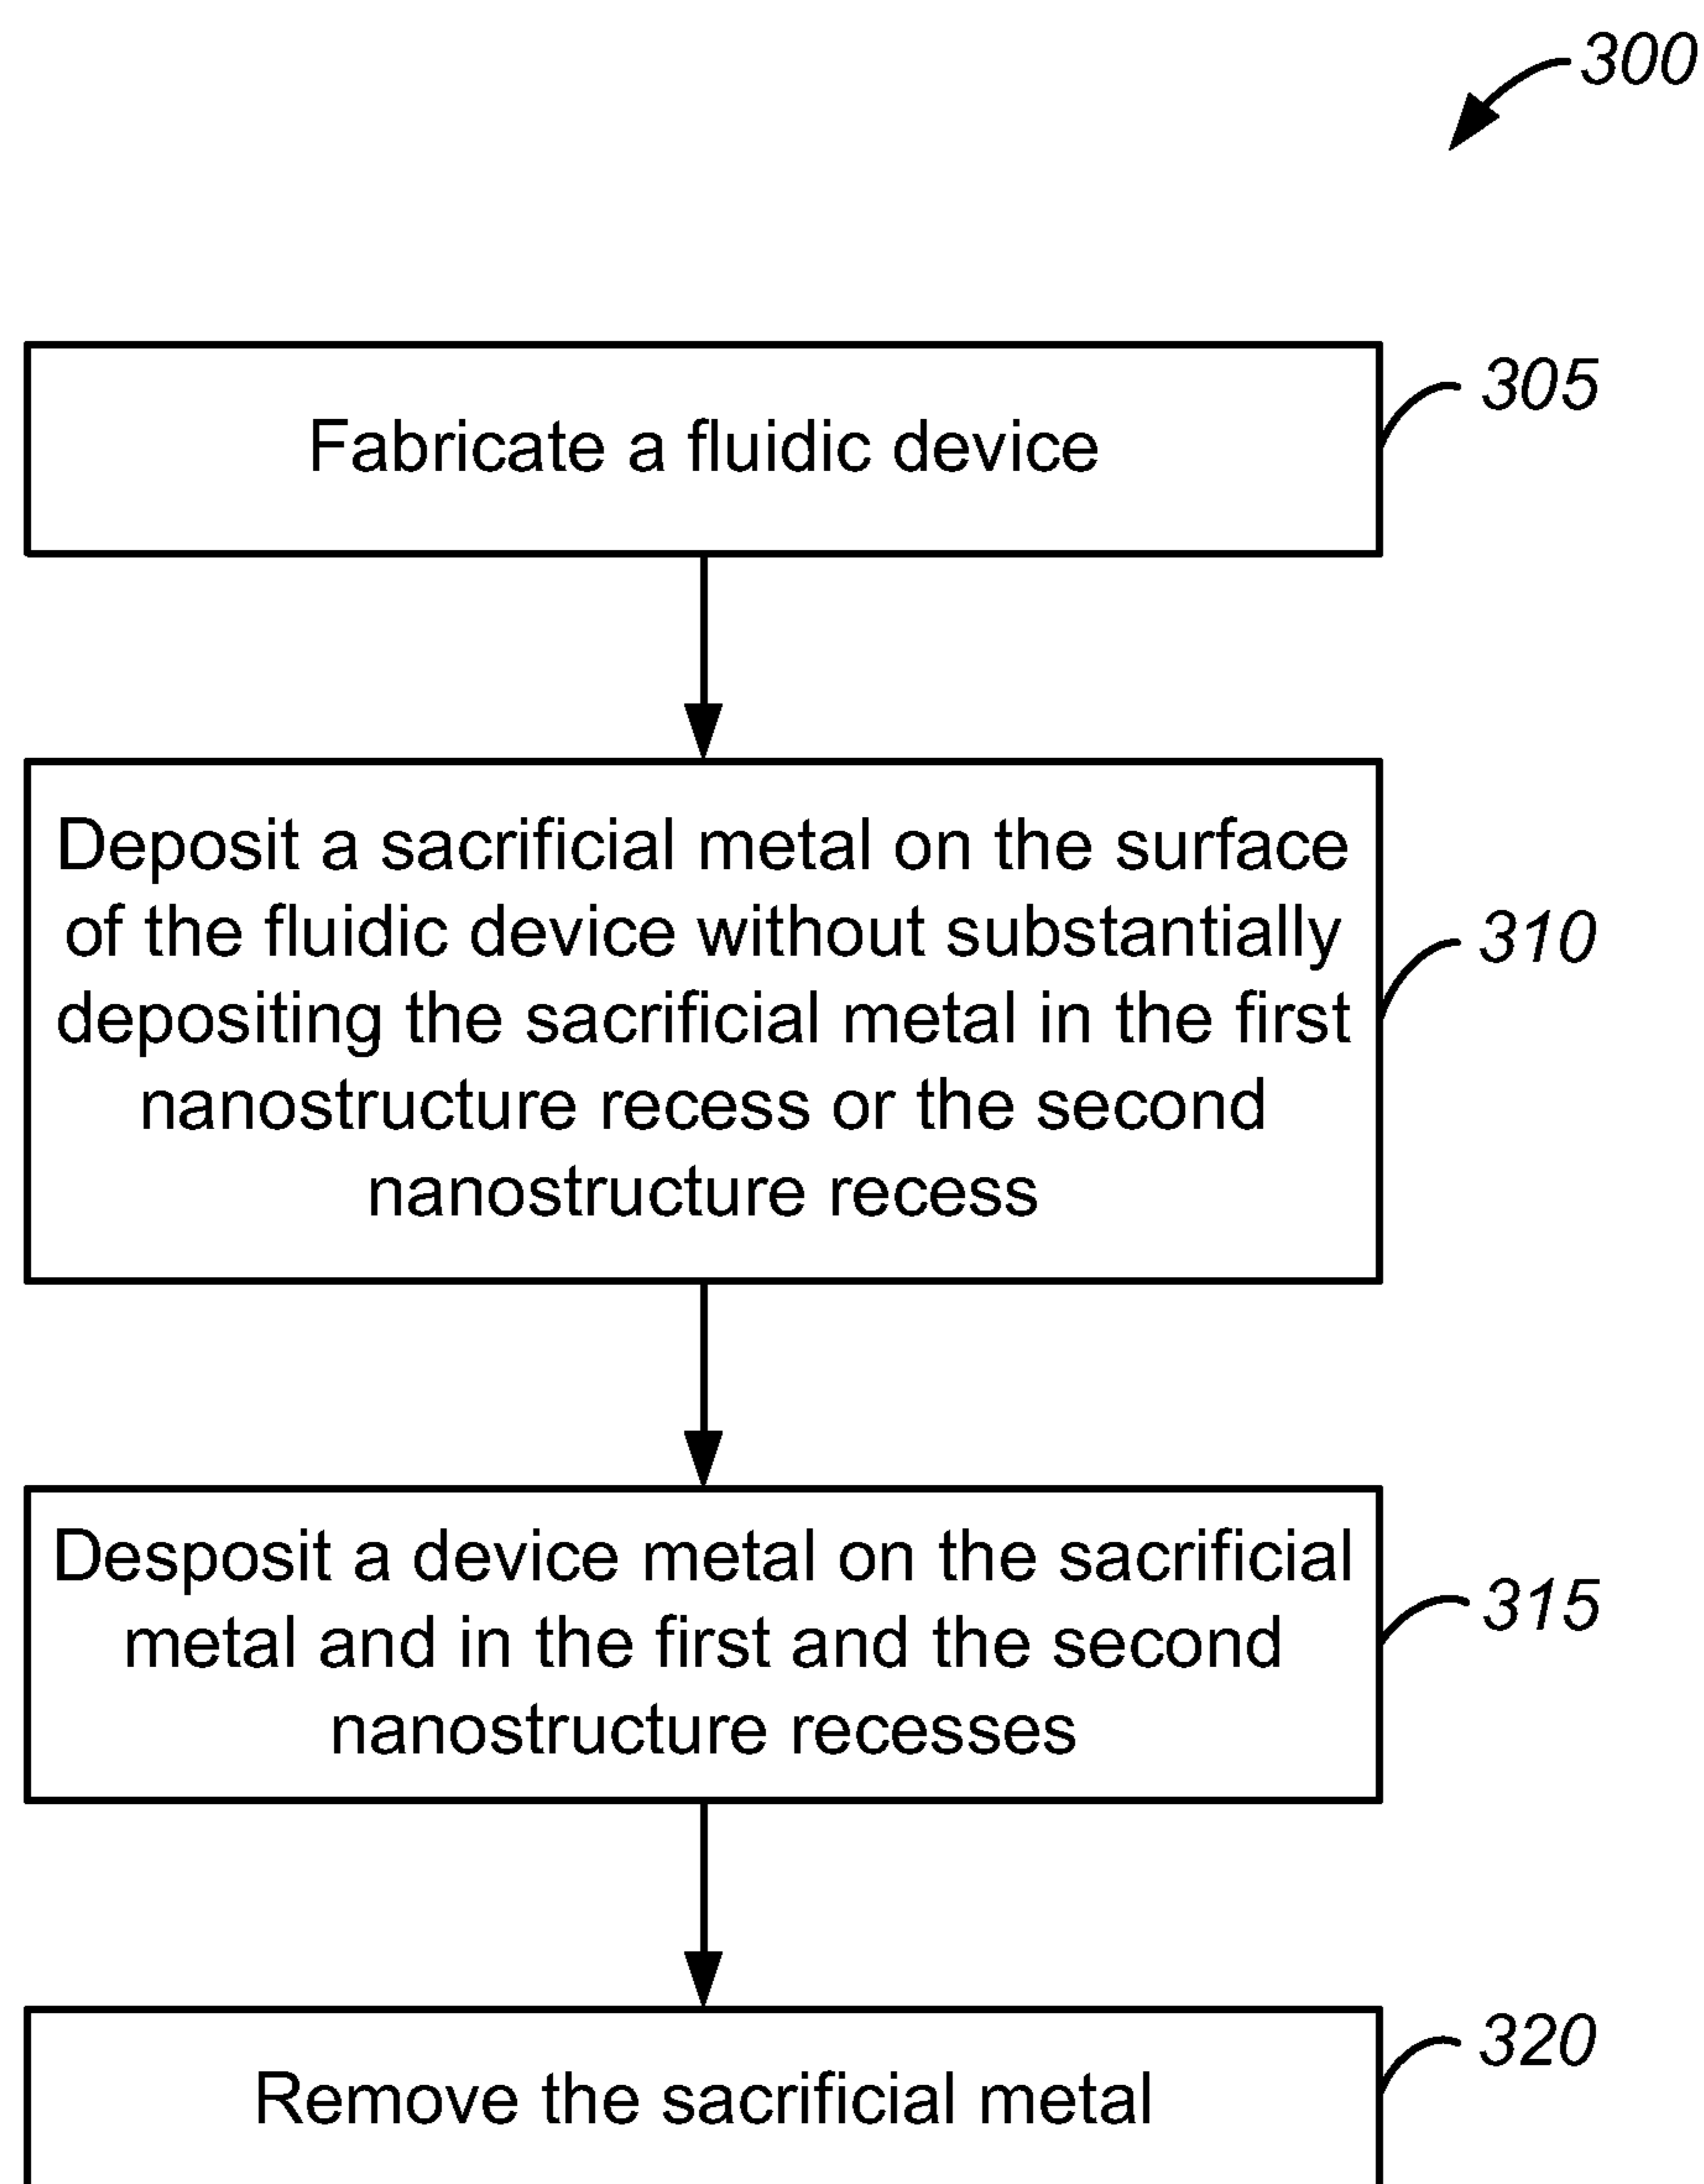 300
Fabricate a fluidic device
305
Deposit a sacrificial metal on the surface
of the fluidic device without substantially
depositing the sacrificial metal in the first
nanostructure recess or the second
nanostructure recess
310
Desposit a device metal on the sacrificial
metal and in the first and the second
nanostructure recesses
315
Remove the sacrificial metal
320